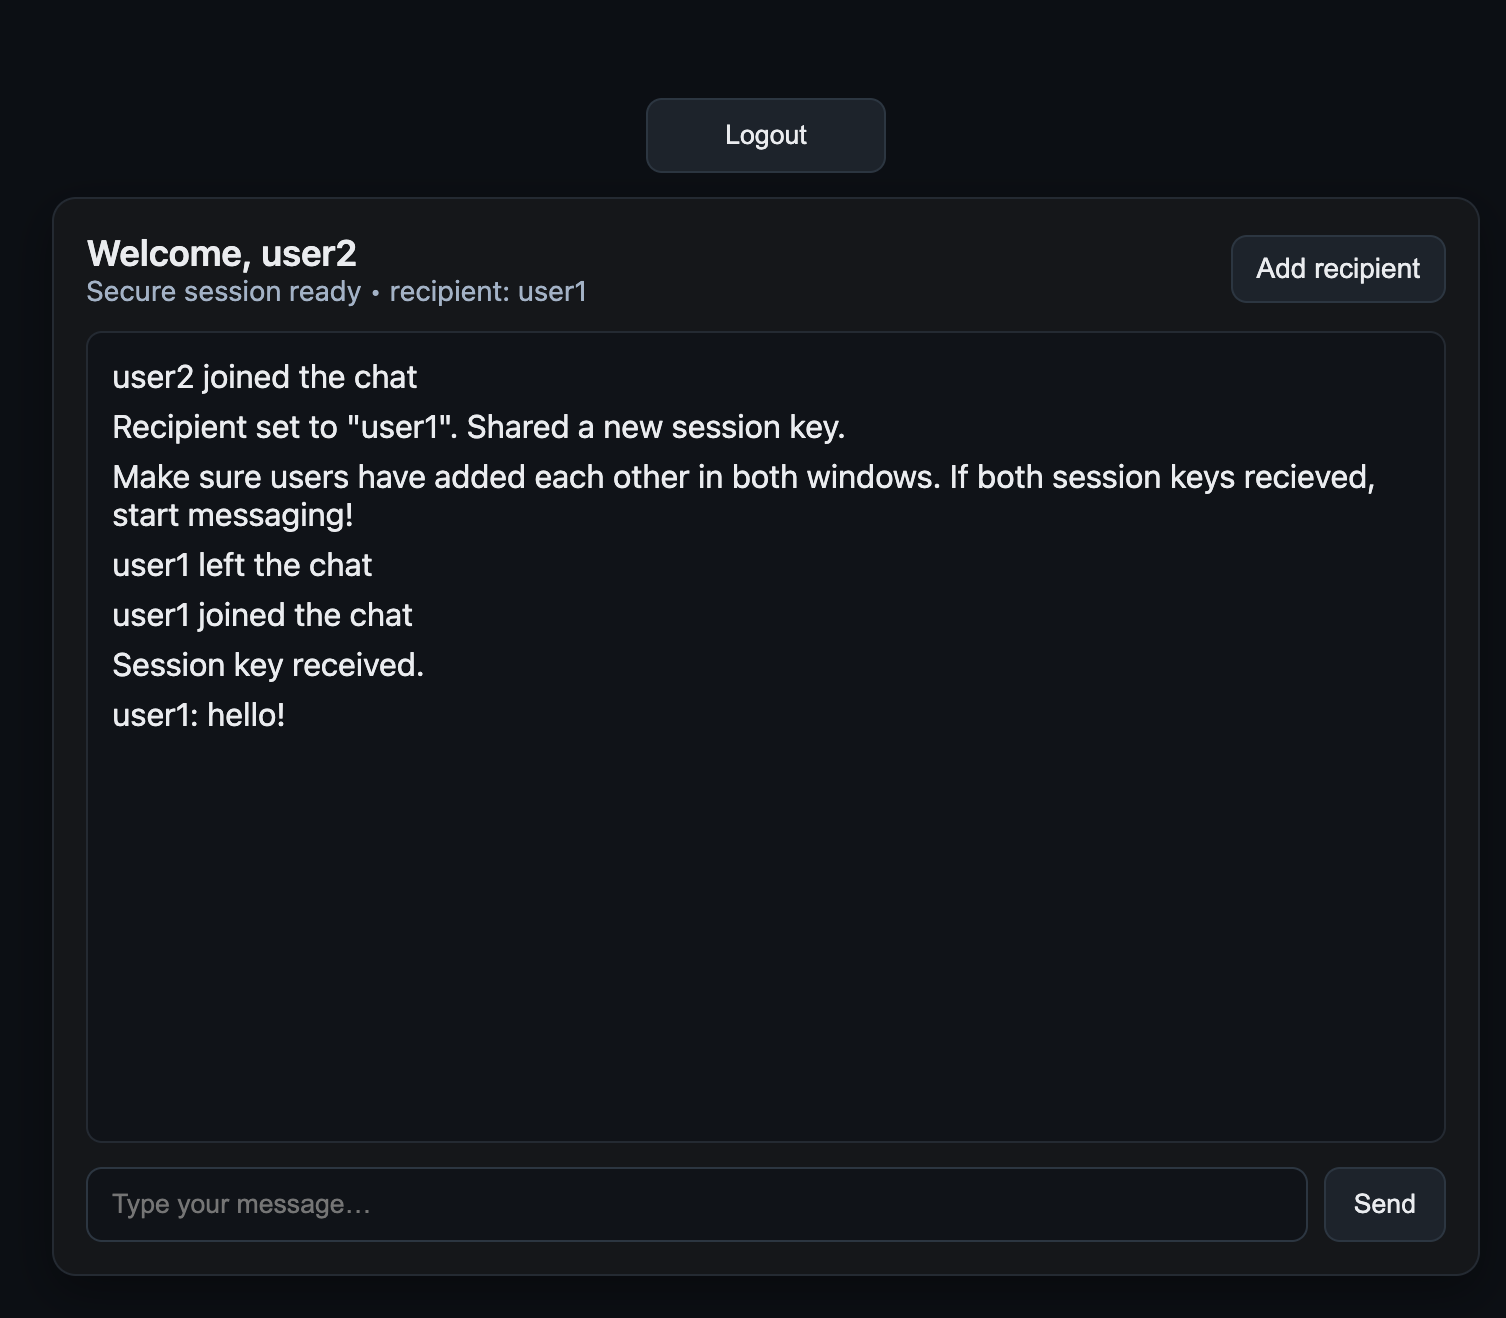 Logout
Welcome, user2
Add recipient
Secure session ready • recipient: user1
user2 joined the chat
Recipient set to "user1". Shared a new session key.
Make sure users have added each other in both windows. If both session keys recieved,
start messaging!
user1 left the chat
user1 joined the chat
Session key received.
user1: hello!
Type your message…
Send